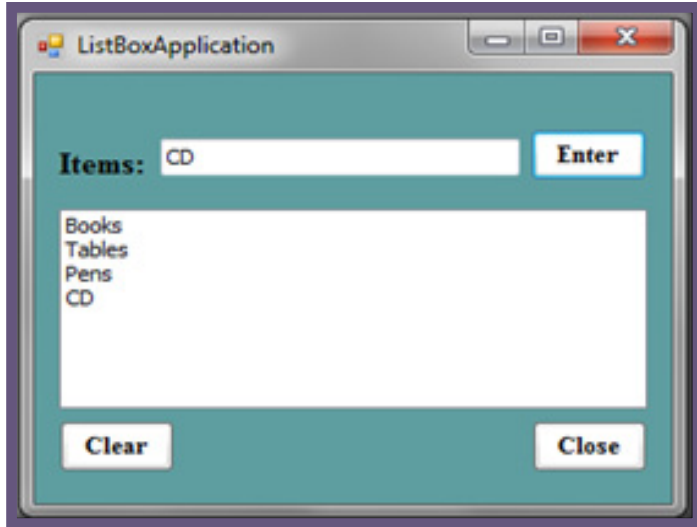 ListBoxApplication
Items: CD Enter
Books
Tables
Pens
CD
Clear Close